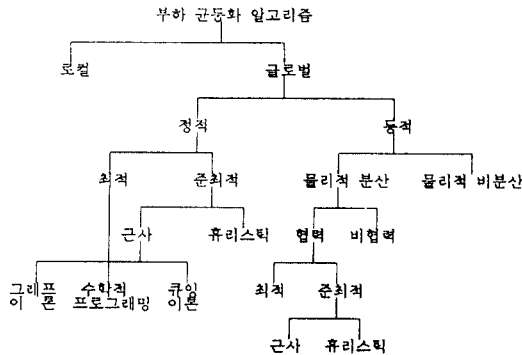 부하 균등화 알고리즘
로컬 글로벌
정적 동적
최적 준최적 물리적 분산 물리적 비분산
근사 휴리스틱 협력 비협력
그래프 수학적 큐잉 최적 준최적
이 론 프로그래밍 이론
근사 휴리스틱